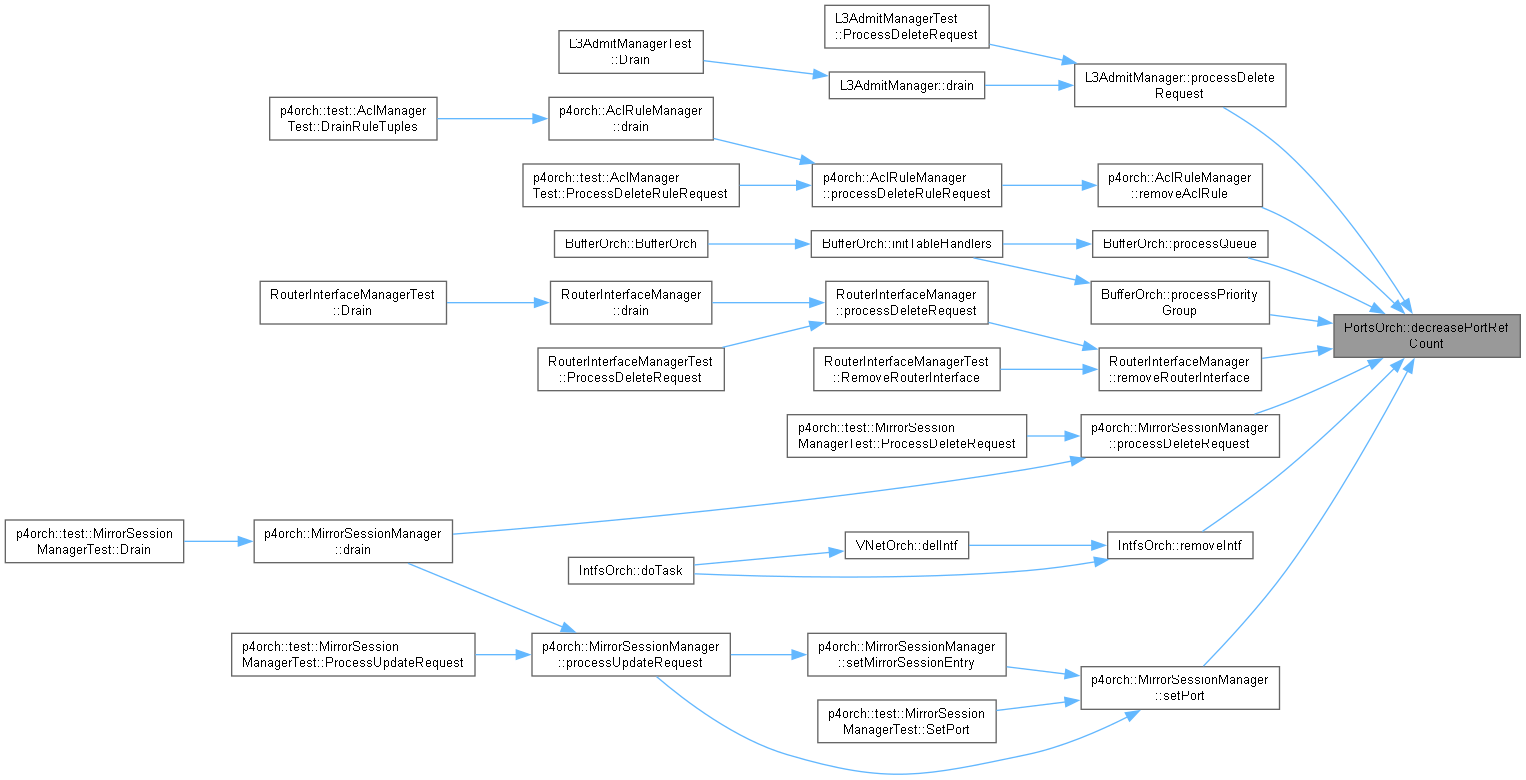 L3AdmitManagerTest
::ProcessDeleteRequest
L3AdmitManagerTest
::Drain
L3AdmitManager::drain
L3AdmitManager::processDelete
Request
p4orch::test::AclManager
Test::DrainRuleTuples
p4orch::AclRuleManager
::drain
p4orch::test::AclManager
Test::ProcessDeleteRuleRequest
p4orch::AclRuleManager
::processDeleteRuleRequest
p4orch::AclRuleManager
::removeAclRule
BufferOrch::BufferOrch
BufferOrch::initTableHandlers
BufferOrch::processQueue
RouterInterfaceManagerTest
::Drain
RouterInterfaceManager
::drain
RouterInterfaceManager
::processDeleteRequest
BufferOrch::processPriority
Group
PortsOrch::decreasePortRef
Count
RouterInterfaceManagerTest
::ProcessDeleteRequest
RouterInterfaceManagerTest
::RemoveRouterInterface
RouterInterfaceManager
::removeRouterInterface
p4orch::test::MirrorSession
ManagerTest::ProcessDeleteRequest
p4orch::MirrorSessionManager
::processDeleteRequest
p4orch::test::MirrorSession
ManagerTest::Drain
p4orch::MirrorSessionManager
::drain
VNetOrch::delIntf
IntfsOrch::removeIntf
IntfsOrch::doTask
p4orch::test::MirrorSession
ManagerTest::ProcessUpdateRequest
p4orch::MirrorSessionManager
::processUpdateRequest
p4orch::MirrorSessionManager
::setMirrorSessionEntry
p4orch::MirrorSessionManager
::setPort
p4orch::test::MirrorSession
ManagerTest::SetPort